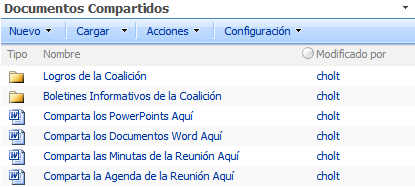 Documentos Compartidos
Nuevo Cargar Acciones Configuración
Tipo Nombre Modificado por
Logros de la Coalición cholt
Boletines Informativos de la Coalición cholt
Comparta los PowerPoints Aquí cholt
Comparta los Documentos Word Aquí cholt
Comparta las Minutas de la Reunión Aquí cholt
Comparta la Agenda de la Reunión Aquí cholt